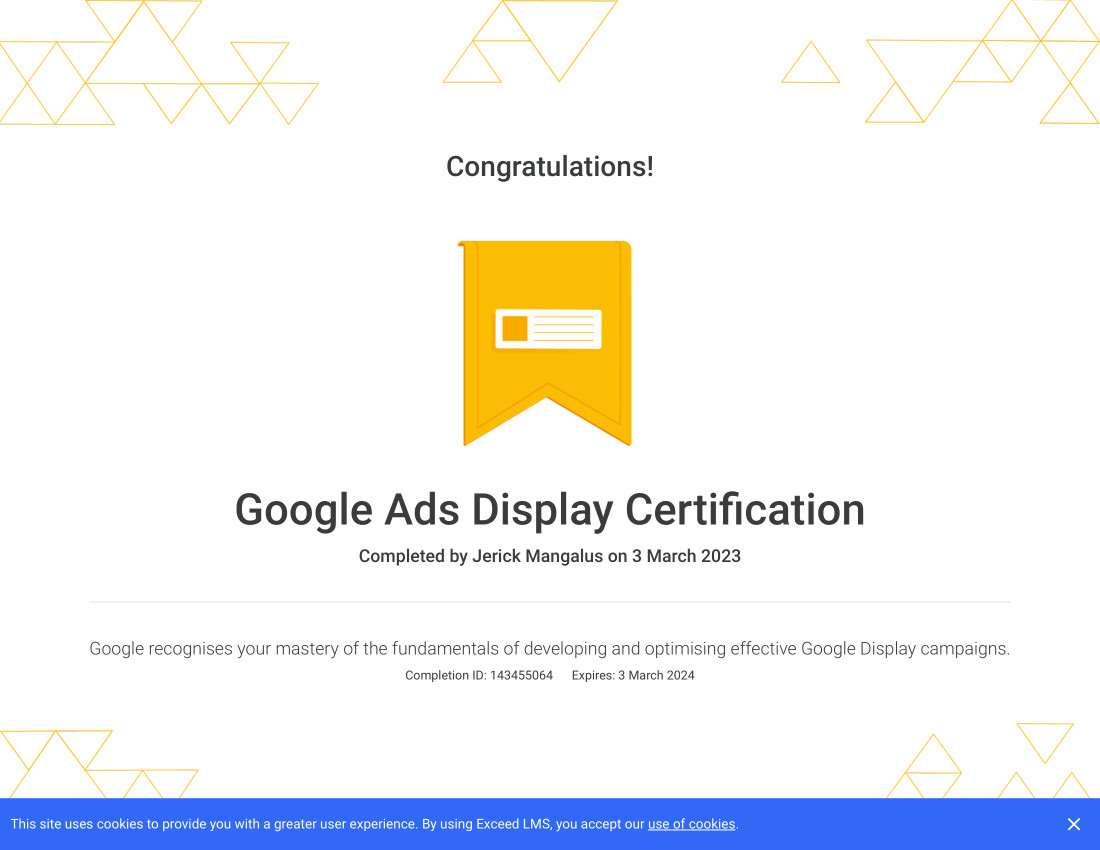 Congratulations!
Google Ads Display Certification
Completed by Jerick Mangalus on 3 March 2023
Google recognises your mastery of the fundamentals of developing and optimising effective Google Display campaigns.
Completion ID: 143455064 Expires: 3 March 2024
This site uses cookies to provide you with a greater user experience. By using Exceed LMS, you accept our use of cookies.